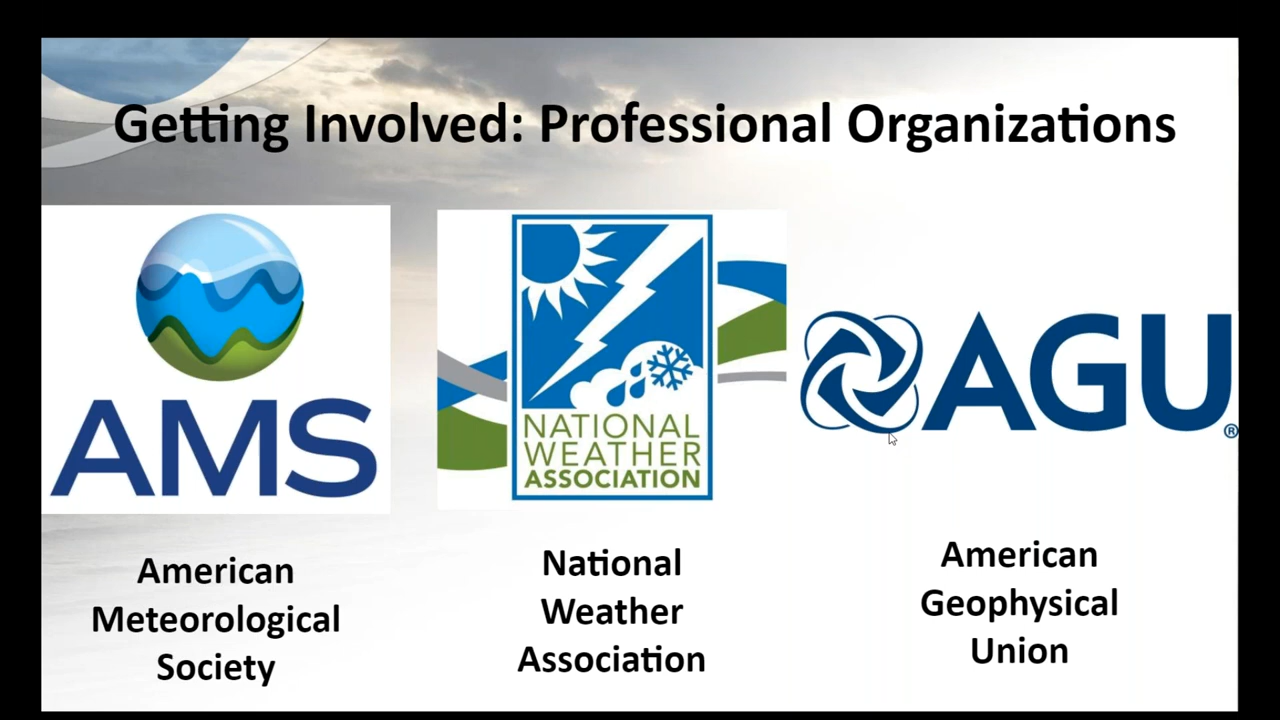 Getting Involved: Professional Organizations
AMS
NATIONAL
WEATHER
ASSOCIATION
AGU
®
American
Meteorological
Society
National
Weather
Association
American
Geophysical
Union